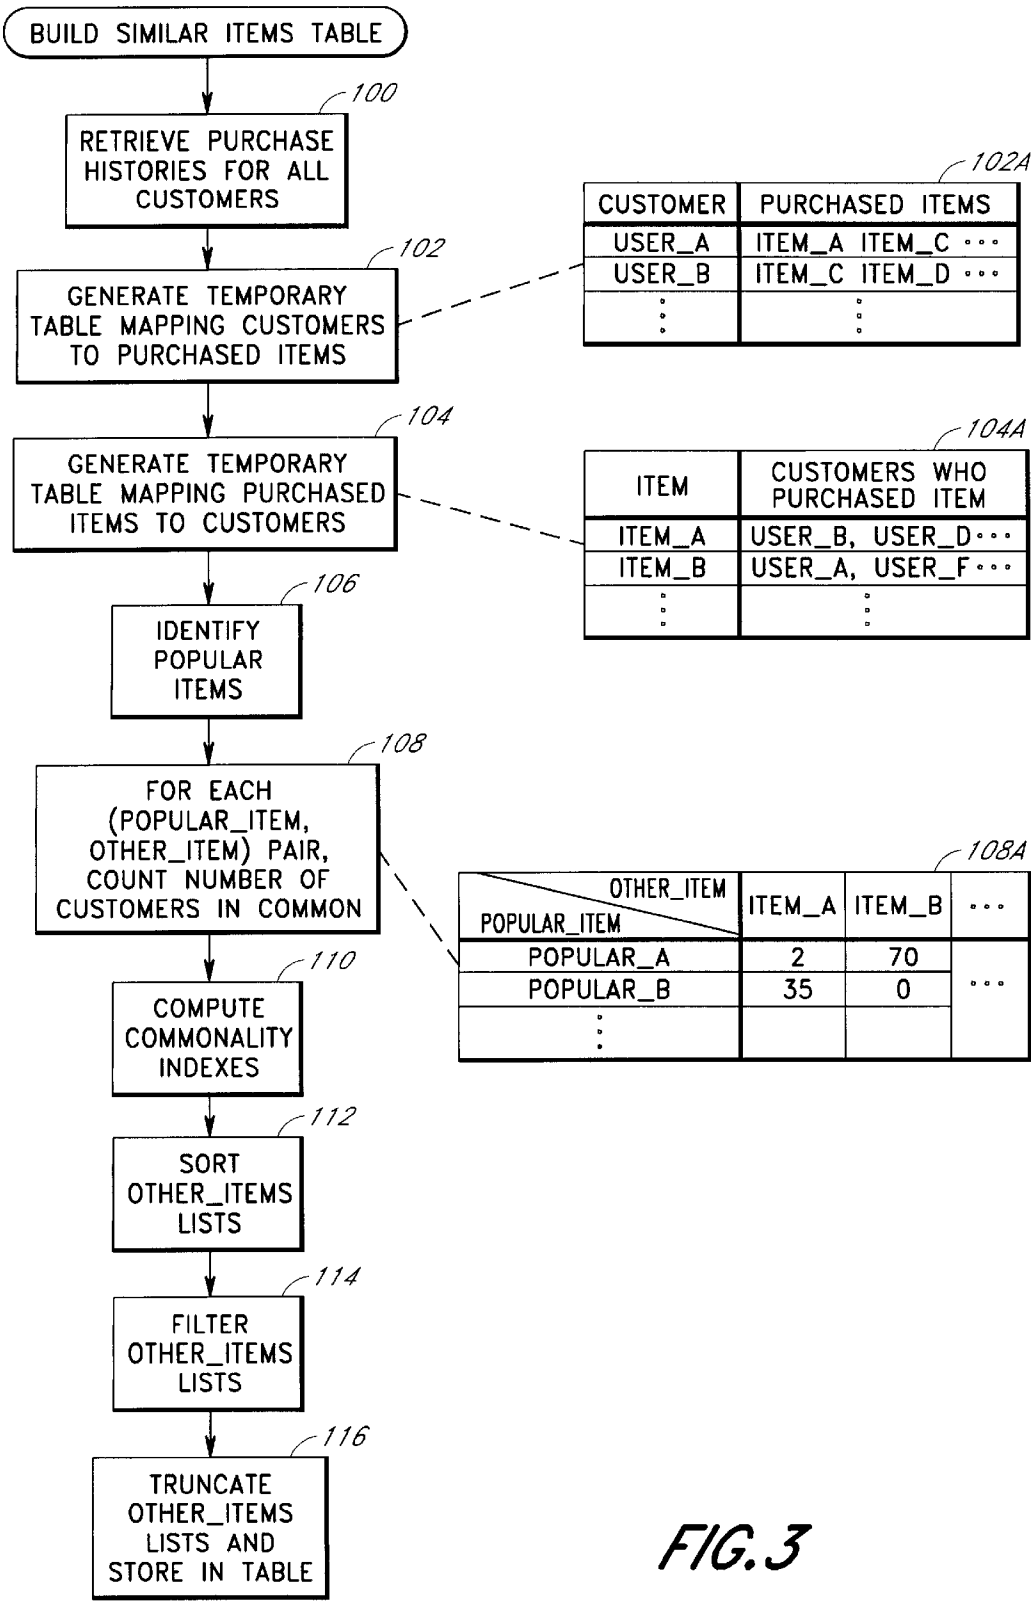 BUILD SIMILAR ITEMS TABLE
100
RETRIEVE PURCHASE
HISTORIES FOR ALL
CUSTOMERS
102
GENERATE TEMPORARY
TABLE MAPPING CUSTOMERS
TO PURCHASED ITEMS
102A
CUSTOMER PURCHASED ITEMS
USER_A ITEM_A ITEM_C ...
USER_B ITEM_C ITEM_D ...
104
GENERATE TEMPORARY
TABLE MAPPING PURCHASED
ITEMS TO CUSTOMERS
104A
ITEM CUSTOMERS WHO
PURCHASED ITEM
ITEM_A USER_B, USER_D...
ITEM_B USER_A, USER_F...
106
IDENTIFY
POPULAR
ITEMS
108
FOR EACH
(POPULAR_ITEM,
OTHER_ITEM) PAIR,
COUNT NUMBER OF
CUSTOMERS IN COMMON
108A
OTHER_ITEM
POPULAR_ITEM
ITEM_A ITEM_B ...
POPULAR_A 2 70
POPULAR_B 35 0 ...
110
COMPUTE
COMMONALITY
INDEXES
112
SORT
OTHER_ITEMS
LISTS
114
FILTER
OTHER_ITEMS
LISTS
116
TRUNCATE
OTHER_ITEMS
LISTS AND
STORE IN TABLE
FIG. 3